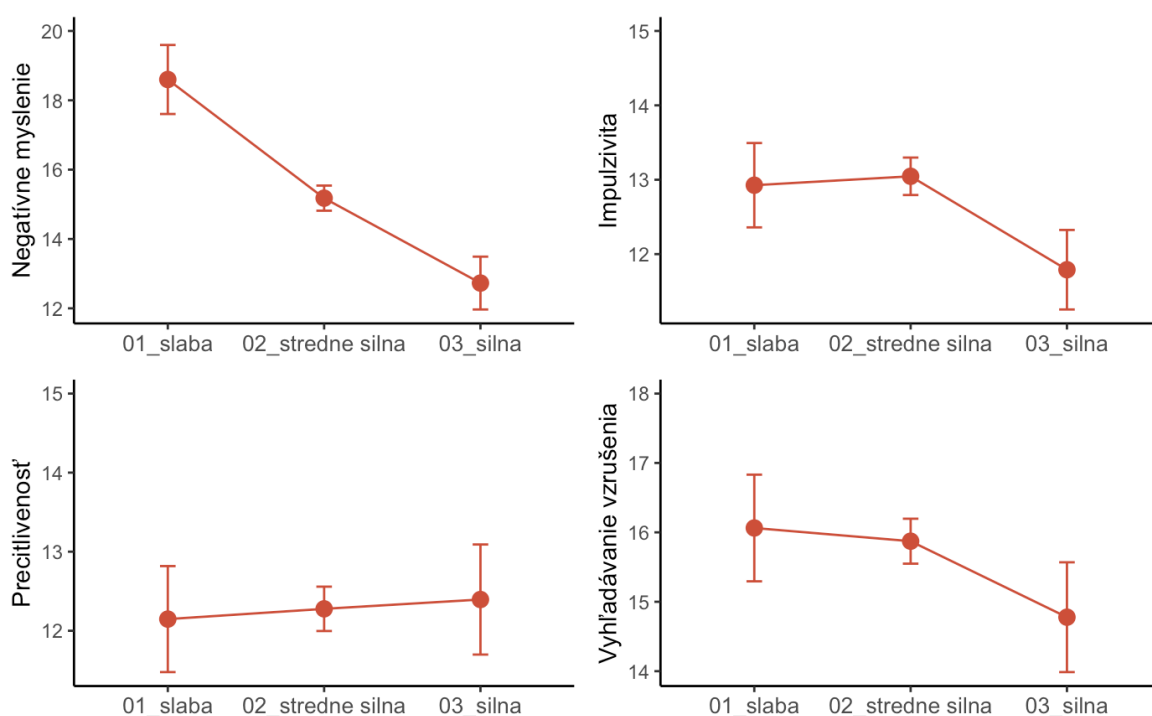 Negatívne myslenie
20
18
16
14
12
01_slaba 02_stredne silna 03_silna
Impulzivita
15
14
13
12
01_slaba 02_stredne silna 03_silna
Precitlivenosť
15
14
13
12
01_slaba 02_stredne silna 03_silna
Vyhľadávanie vzrušenia
18
17
16
15
14
01_slaba 02_stredne silna 03_silna